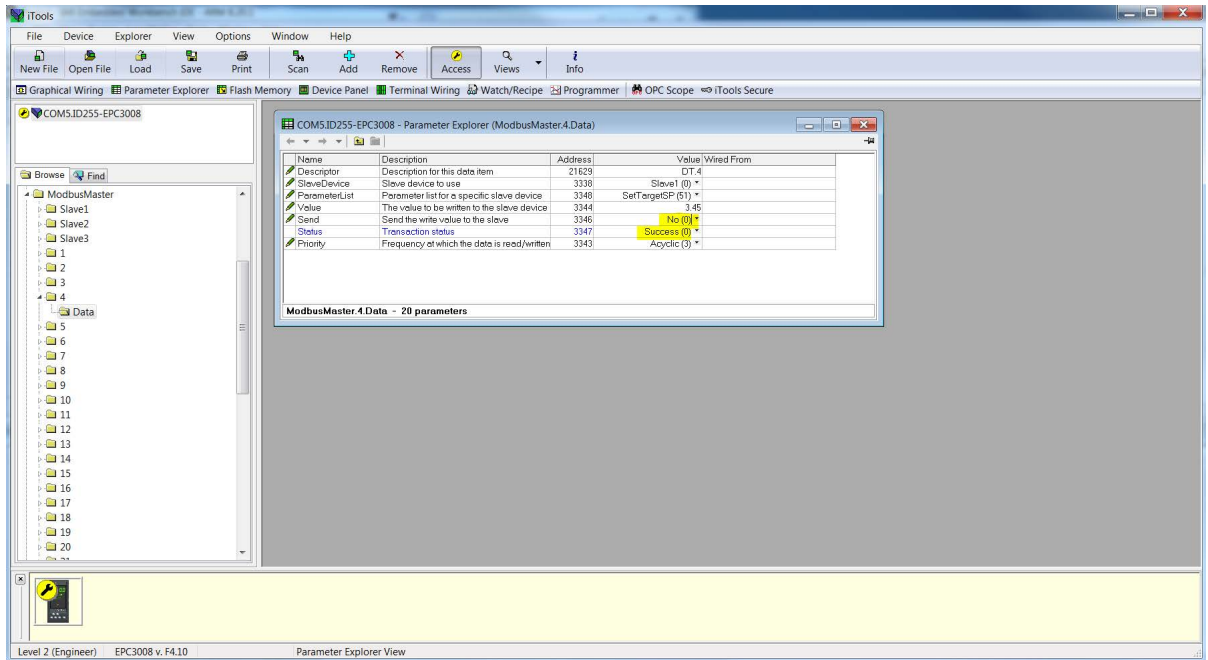 iTools
File Device Explorer View Options Window Help
New File Open File Load Save Print Scan Add Remove Access Views Info
Graphical Wiring Parameter Explorer Flash Memory Device Panel Terminal Wiring Watch/Recipe Programmer OPC Scope iTools Secure
COM5.ID255-EPC3008
Browse Find
ModbusMaster
Slave1
Slave2
Slave3
1
2
3
4
Data
5
6
7
8
9
10
11
12
13
14
15
16
17
18
19
20
COM5.ID255-EPC3008 - Parameter Explorer (ModbusMaster.4.Data)
Name Description Address Value Wired From
Descriptor Description for this data item 21629 DT.4
SlaveDevice Slave device to use 3338 Slave1 (0)
ParameterList Parameter list for a specific slave device 3348 SetTargetSP (51)
Value The value to be written to the slave device 3344 3.45
Send Send the write value to the slave 3346 No (0)
Status Transaction status 3347 Success (0)
Priority Frequency at which the data is read/written 3343 Acyclic (3)
ModbusMaster.4.Data - 20 parameters
Level 2 (Engineer) EPC3008 v. F4.10 Parameter Explorer View